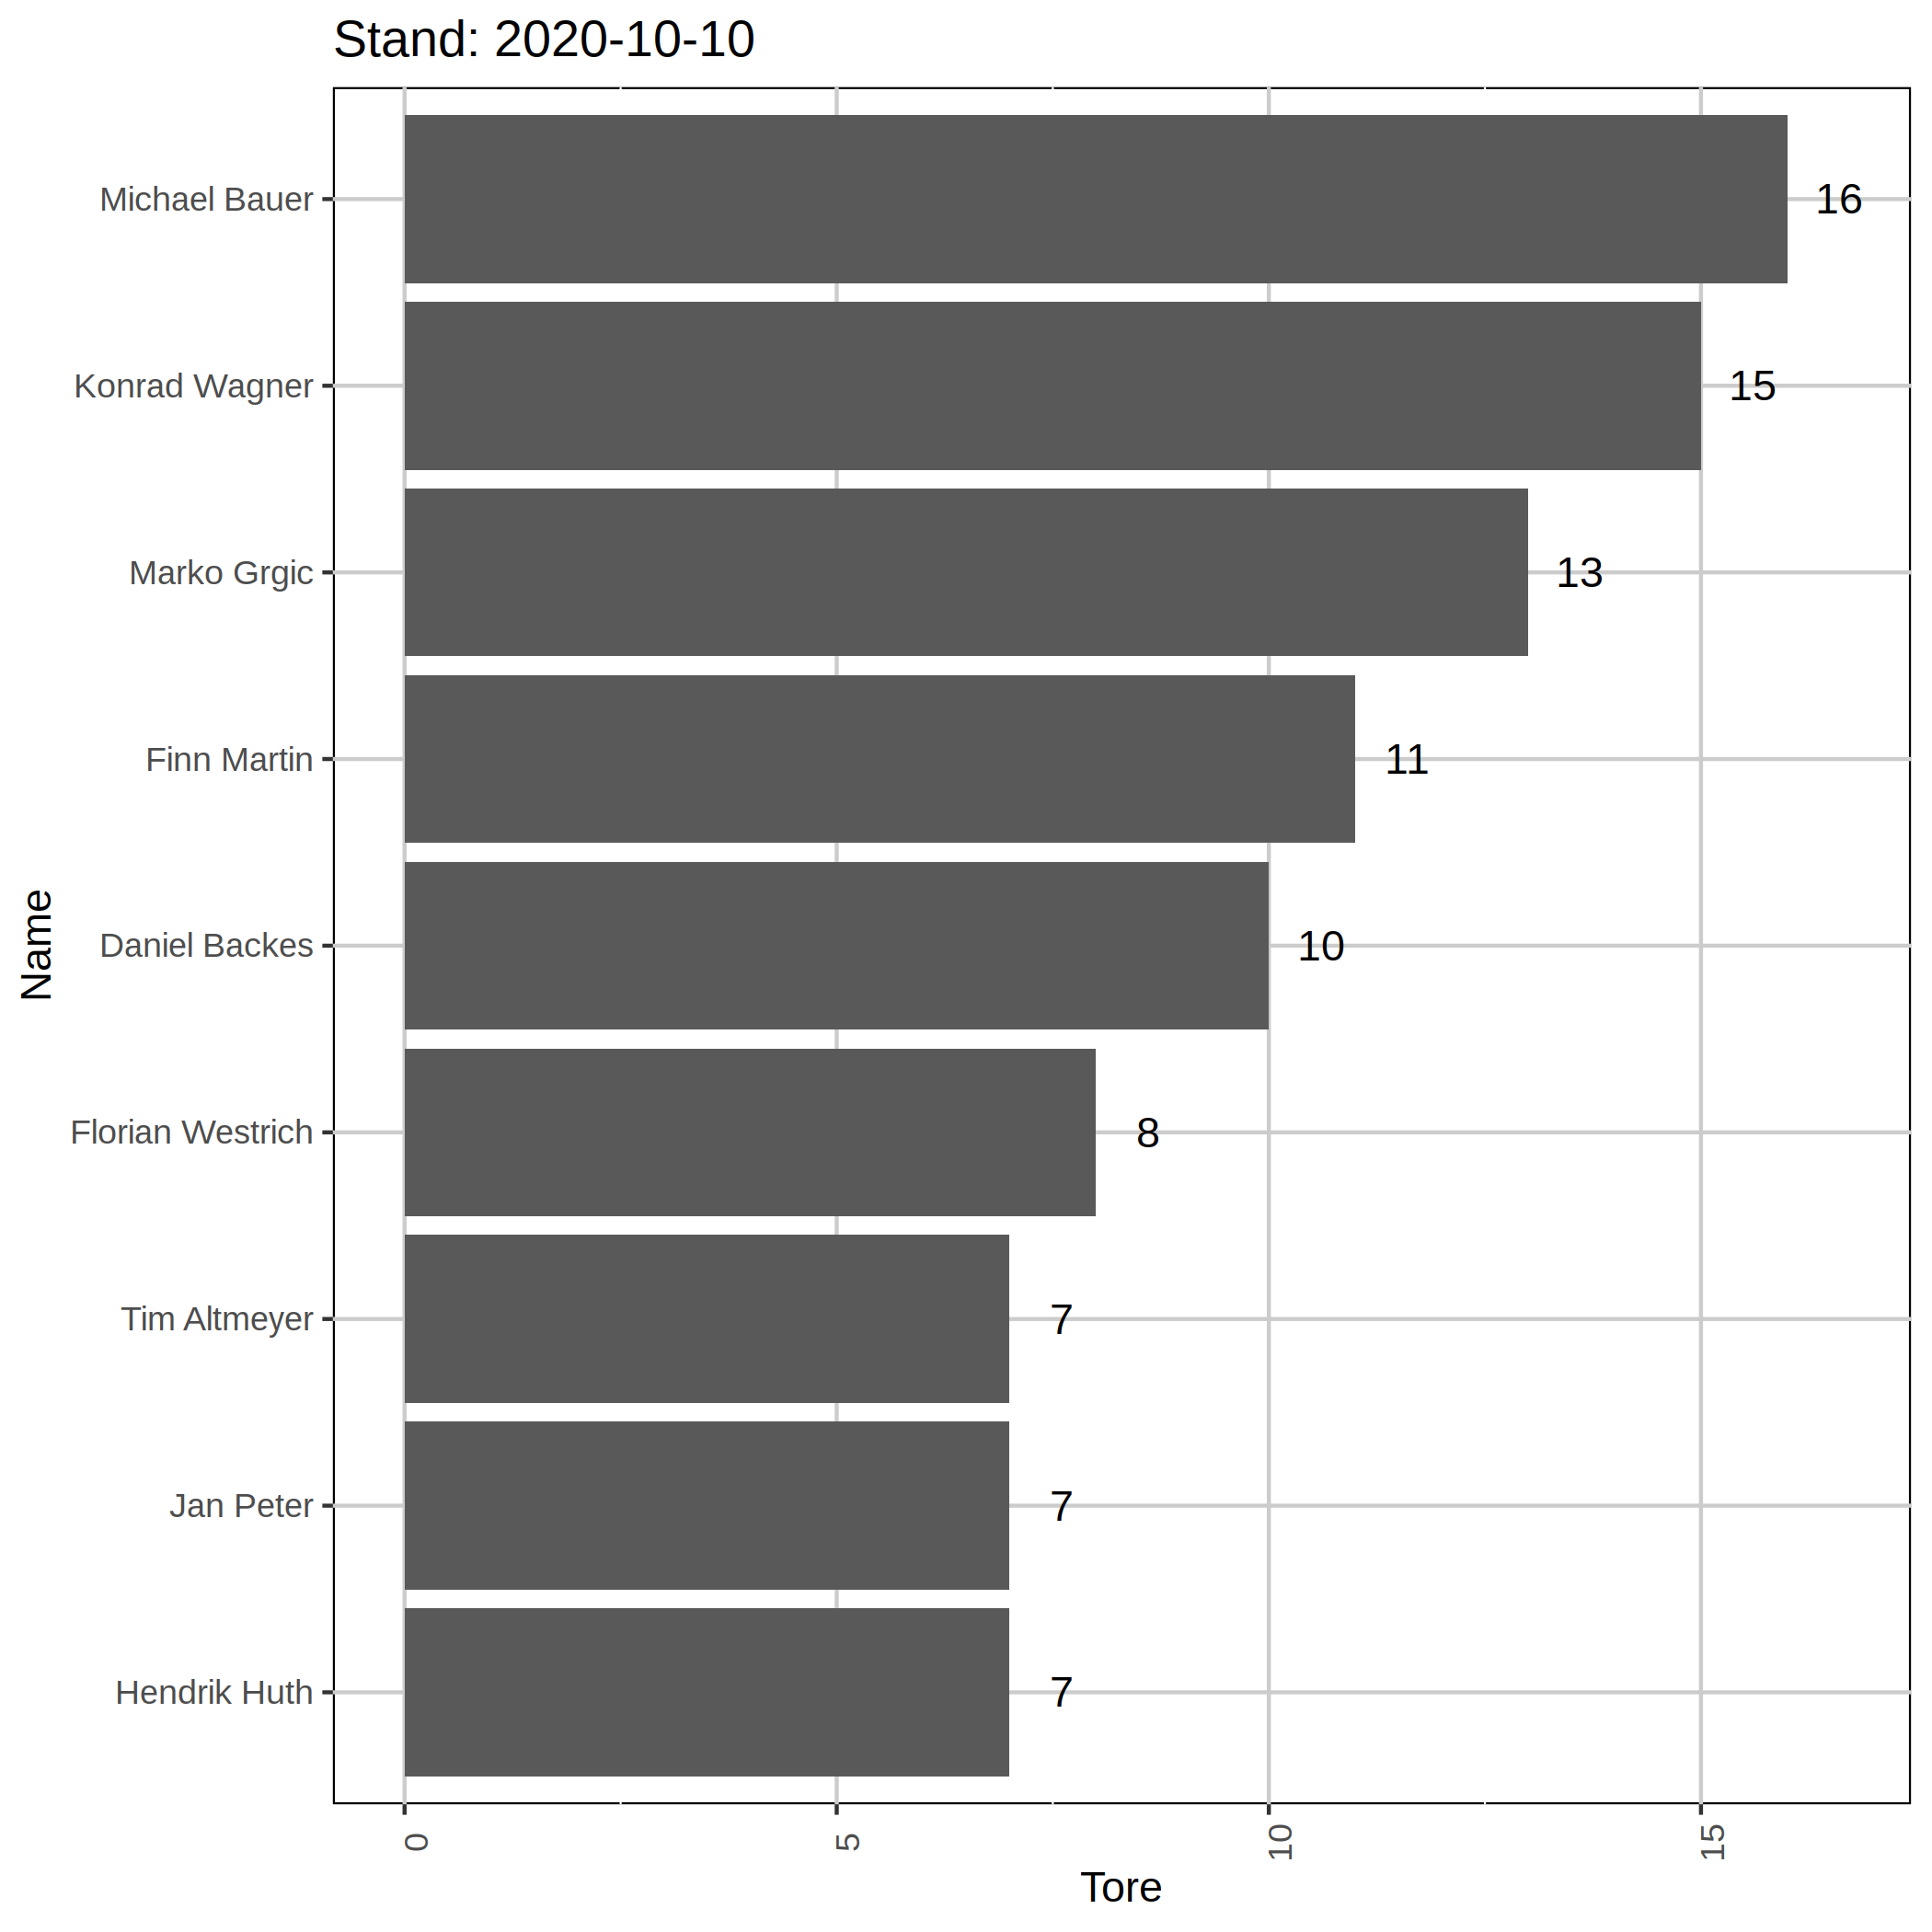 Stand: 2020-10-10
Michael Bauer 16
Konrad Wagner 15
Marko Grgic 13
Finn Martin 11
Daniel Backes 10
Florian Westrich 8
Tim Altmeyer 7
Jan Peter 7
Hendrik Huth 7
Name
0 5 10 15
Tore